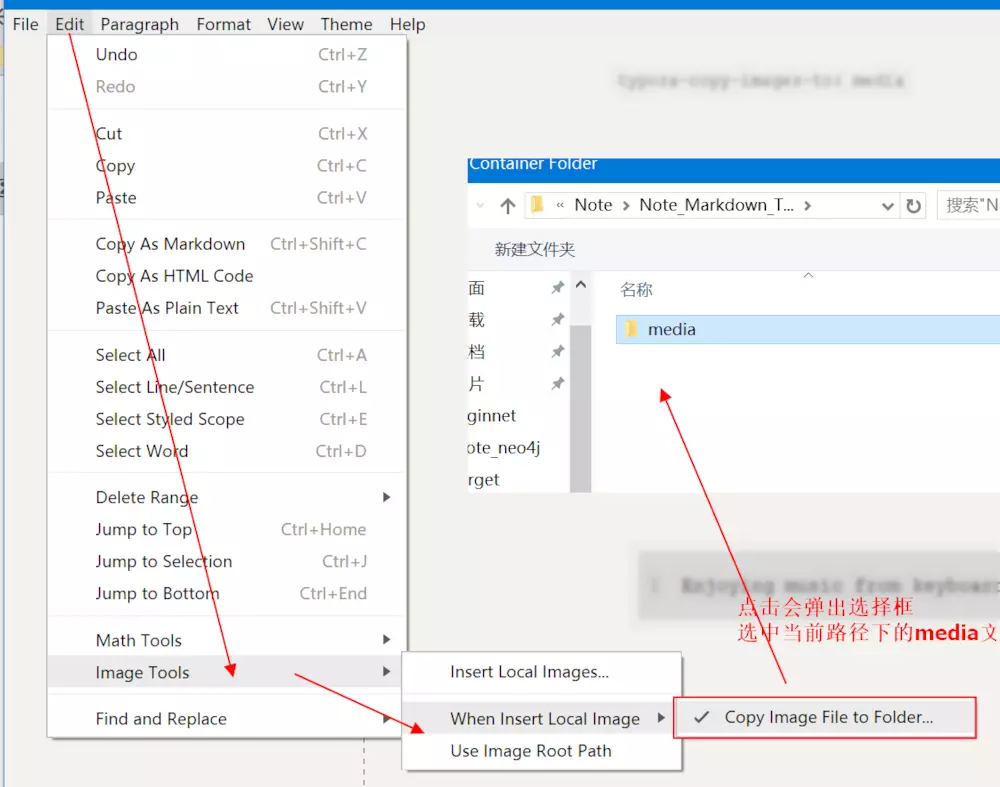 File Edit Paragraph Format View Theme Help
Undo Ctrl+Z
Redo Ctrl+Y
Cut Ctrl+X
Copy Ctrl+C
Paste Ctrl+V
Copy As Markdown Ctrl+Shift+C
Copy As HTML Code
Paste As Plain Text Ctrl+Shift+V
Select All Ctrl+A
Select Line/Sentence Ctrl+L
Select Styled Scope Ctrl+E
Select Word Ctrl+D
Delete Range
Jump to Top Ctrl+Home
Jump to Selection Ctrl+J
Jump to Bottom Ctrl+End
Math Tools
Image Tools
Find and Replace
Insert Local Images...
When Insert Local Image
Use Image Root Path
Copy Image File to Folder...
typora-copy-images-to: media
Container Folder
« Note > Note_Markdown_T... >
搜索"N
新建文件夹
面
载
档
片
ginnet
ote_neo4j
rget
名称
media
1 Enjoying music from keyboard
点击会弹出选择框
选中当前路径下的media文